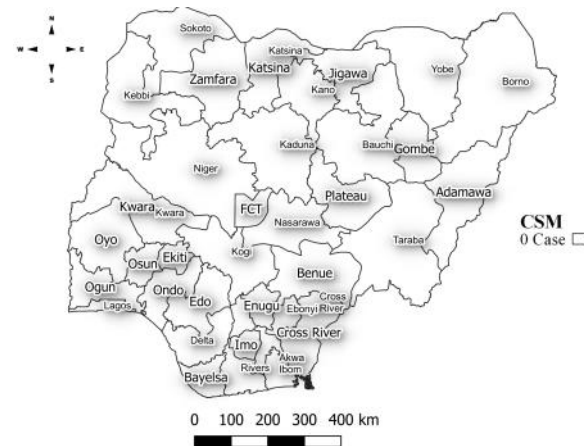 N
W E
S
Sokoto
Katsina
Zamfara
Katsina
Jigawa
Yobe
Kebbi
Kano
Borno
Kaduna
Bauchi
Gombe
Niger
Plateau
Adamawa
Kwara
Kwara
FCT
Nasarawa
CSM
0 Case
Oyo
Kogi
Taraba
Osun
Ekiti
Benue
Ogun
Ondo
Edo
Lagos
Enugu
Ebonyi
Cross
River
Cross River
Delta
Imo
Akwa
Ibom
Rivers
Bayelsa
0 100 200 300 400 km